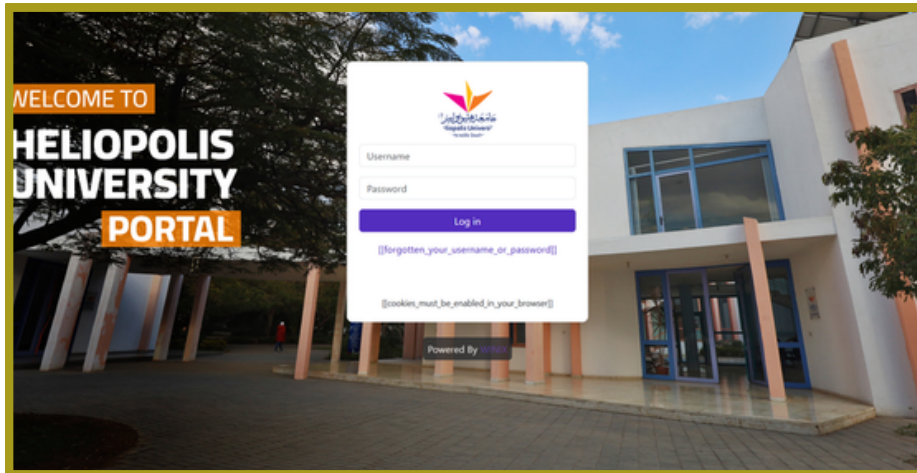 WELCOME TO
HELIOPOLIS
UNIVERSITY
PORTAL
Username
Password
Log in
[[forgotten_your_username_or_password]]
[[cookies_must_be_enabled_in_your_browser]]
Powered By